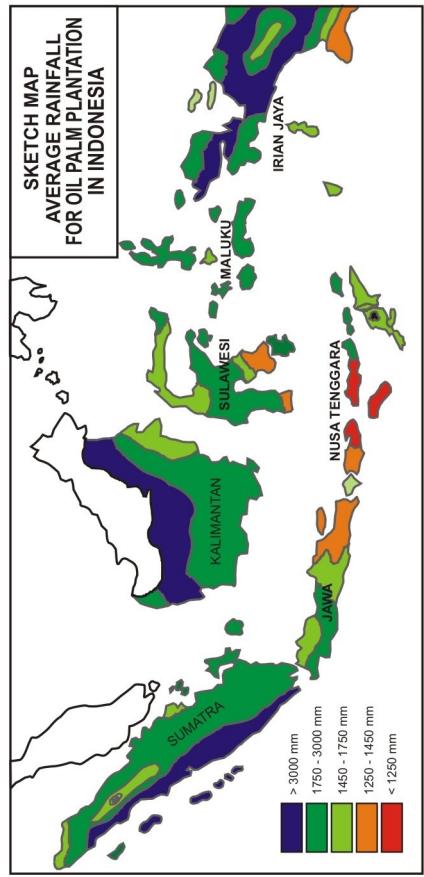 SKETCH MAP
AVERAGE RAINFALL
FOR OIL PALM PLANTATION
IN INDONESIA
SUMATRA
KALIMANTAN
SULAWESI
MALUKU
IRIAN JAYA
JAWA
NUSA TENGGARA
> 3000 mm
1750 - 3000 mm
1450 - 1750 mm
1250 - 1450 mm
< 1250 mm